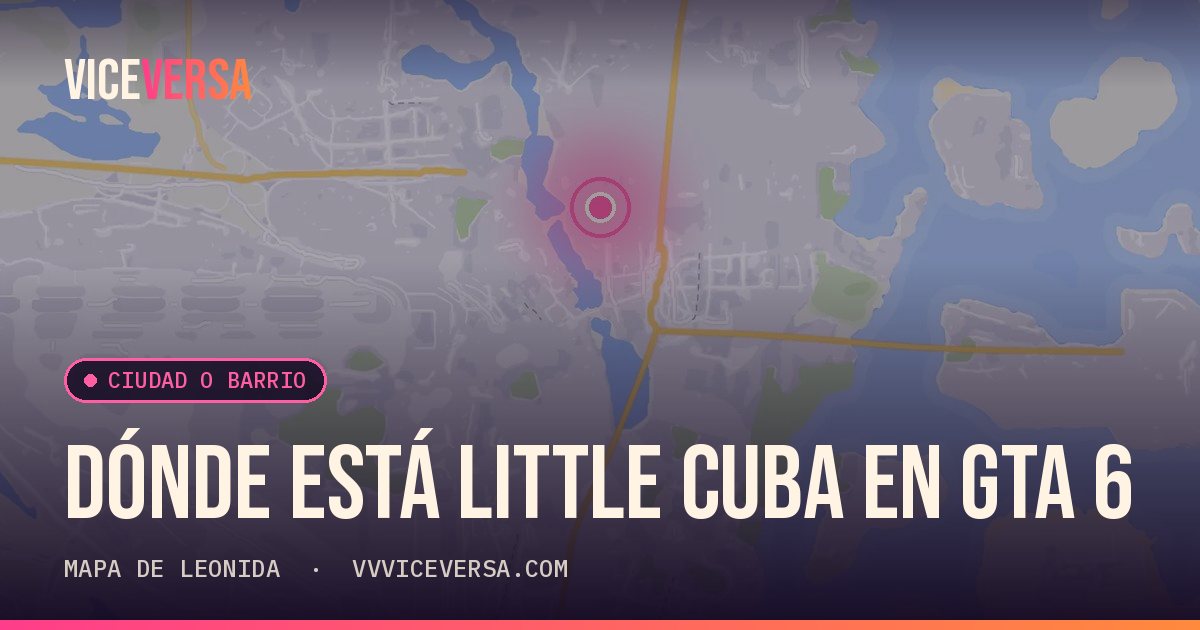 VICEVERSA
CIUDAD O BARRIO
DÓNDE ESTÁ LITTLE CUBA EN GTA 6
MAPA DE LEONIDA · VVVICEVERSA.COM